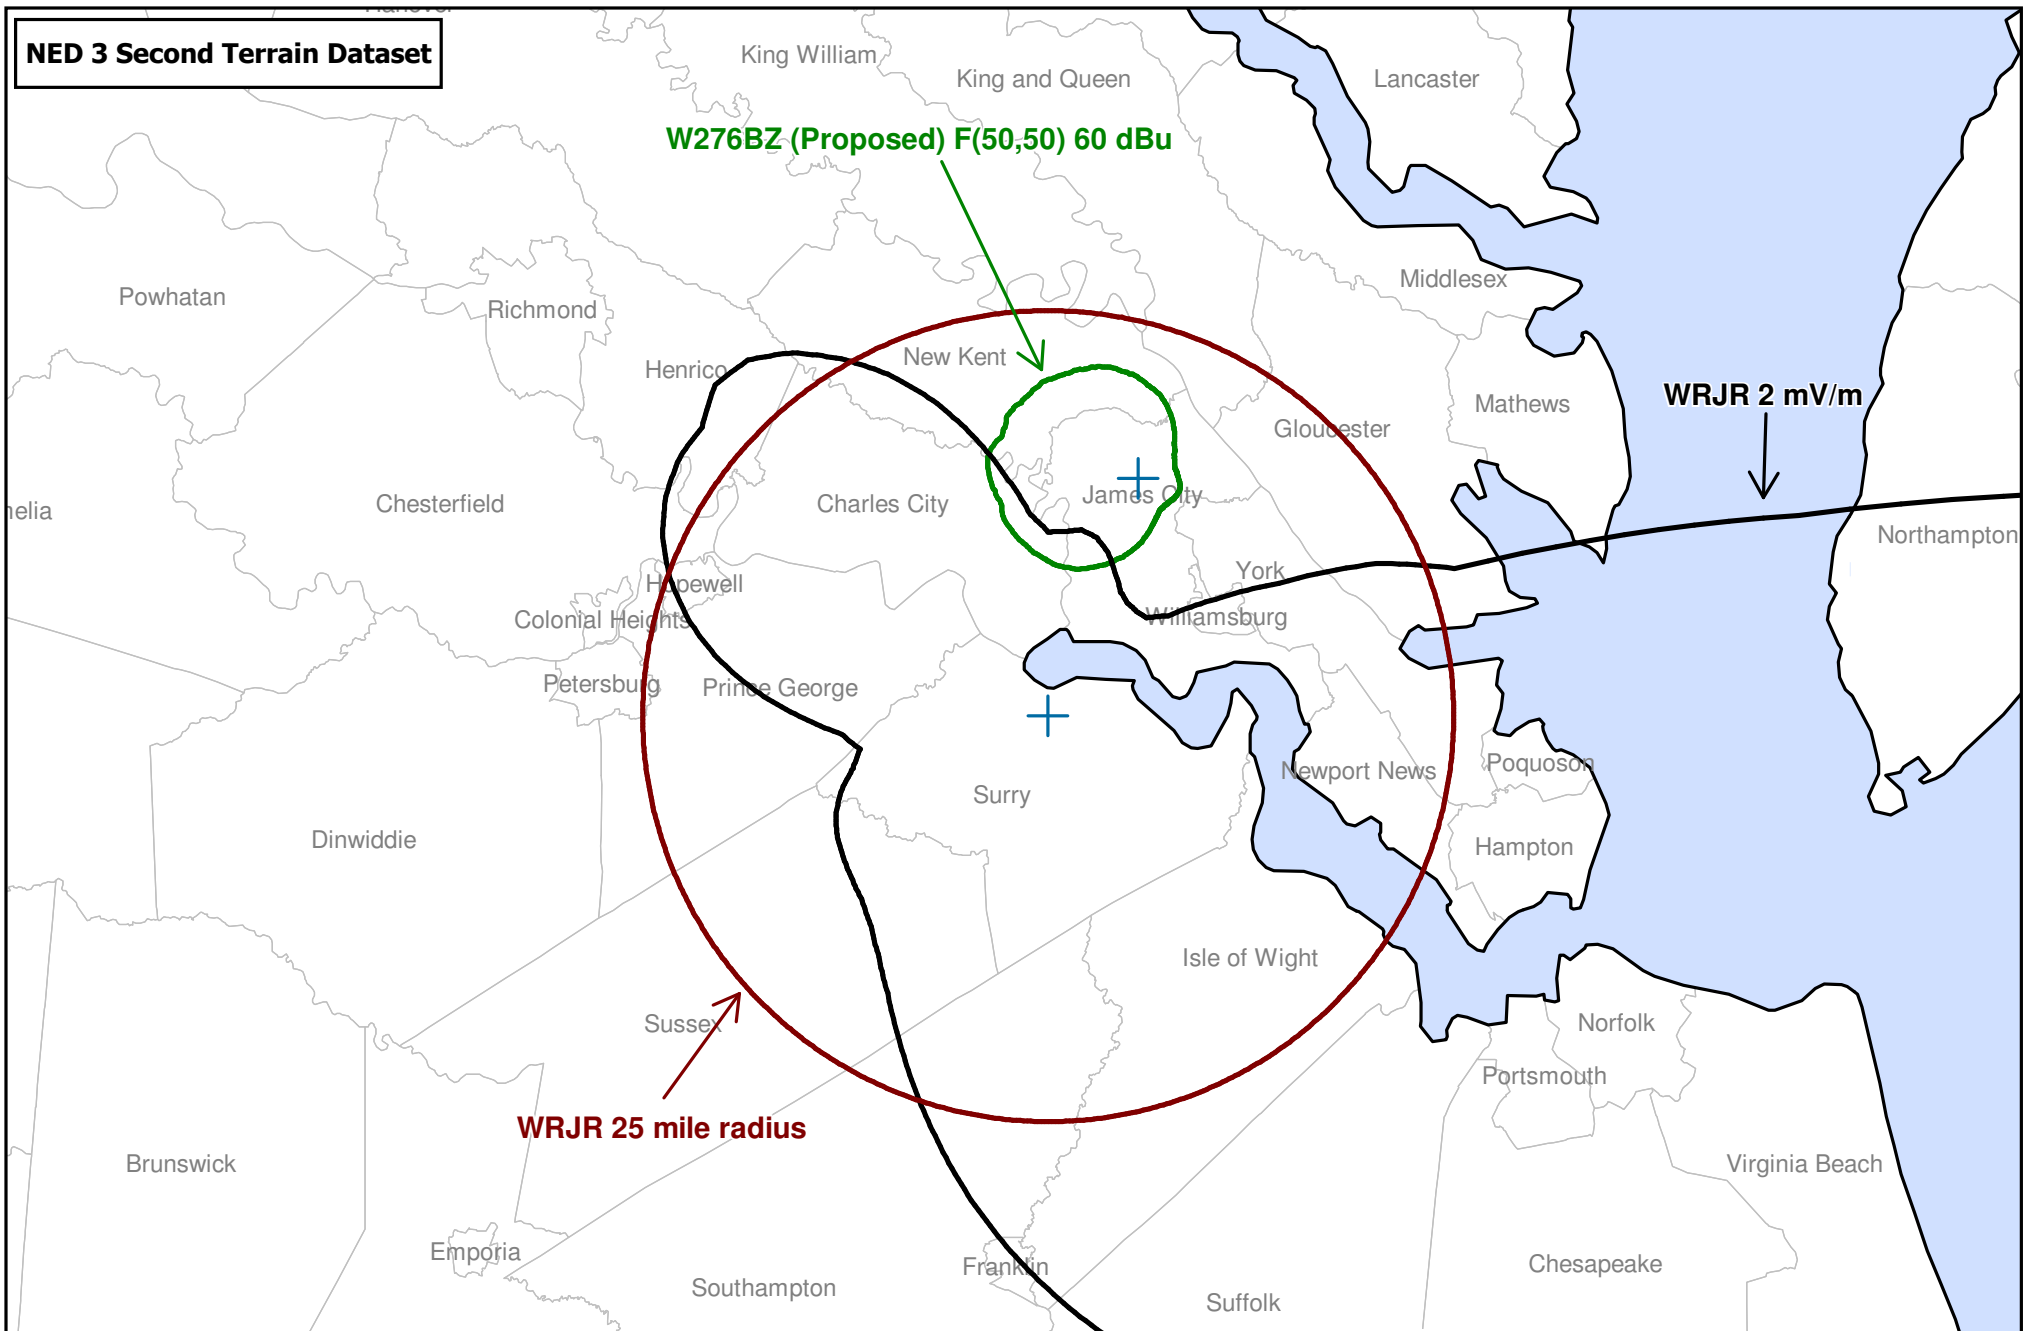 Hanover
NED 3 Second Terrain Dataset
King William
King and Queen
Lancaster
W276BZ (Proposed) F(50,50) 60 dBu
Powhatan
Richmond
Middlesex
Henrico
New Kent
WRJR 2 mV/m
Mathews
Gloucester
helia
Chesterfield
Charles City
James City
Northampton
Hopewell
York
Colonial Heights
Williamsburg
Petersburg
Prince George
Newport News
Poquoson
Surry
Dinwiddie
Hampton
Isle of Wight
Sussex
Norfolk
Portsmouth
WRJR 25 mile radius
Brunswick
Virginia Beach
Emporia
Franklin
Chesapeake
Southampton
Suffolk